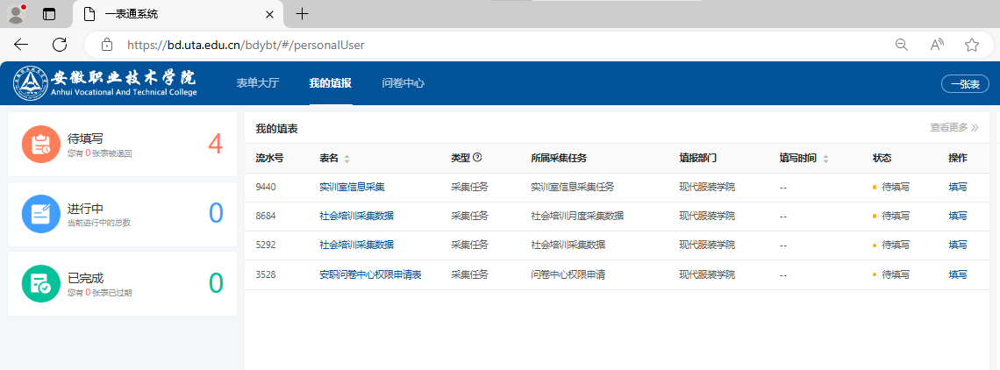 一表通系统
https://bd.uta.edu.cn/bdybt/#/personalUser
安徽职业技术学院
Anhui Vocational And Technical College
表单大厅 我的填报 问卷中心 一张表
待填写 4
您有 0 张表被退回
进行中 0
当前进行中的总数
已完成 0
您有 0 张表已过期
我的填表 查看更多
流水号 表名 类型 所属采集任务 填报部门 填写时间 状态 操作
9440 实训室信息采集 采集任务 实训室信息采集任务 现代服装学院 -- 待填写 填写
8684 社会培训采集数据 采集任务 社会培训月度采集数据 现代服装学院 -- 待填写 填写
5292 社会培训采集数据 采集任务 社会培训采集数据 现代服装学院 -- 待填写 填写
3528 安职问卷中心权限申请表 采集任务 问卷中心权限申请 现代服装学院 -- 待填写 填写